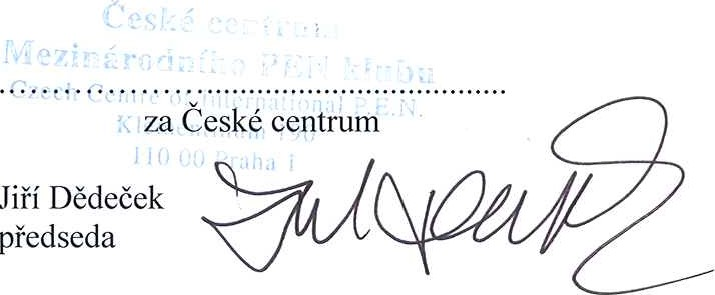 České centrum
Mezinárodního PEN klubu
Czech Centre of International P.E.N.
za České centrum
110 00 Praha 1
Jiří Dědeček
předseda